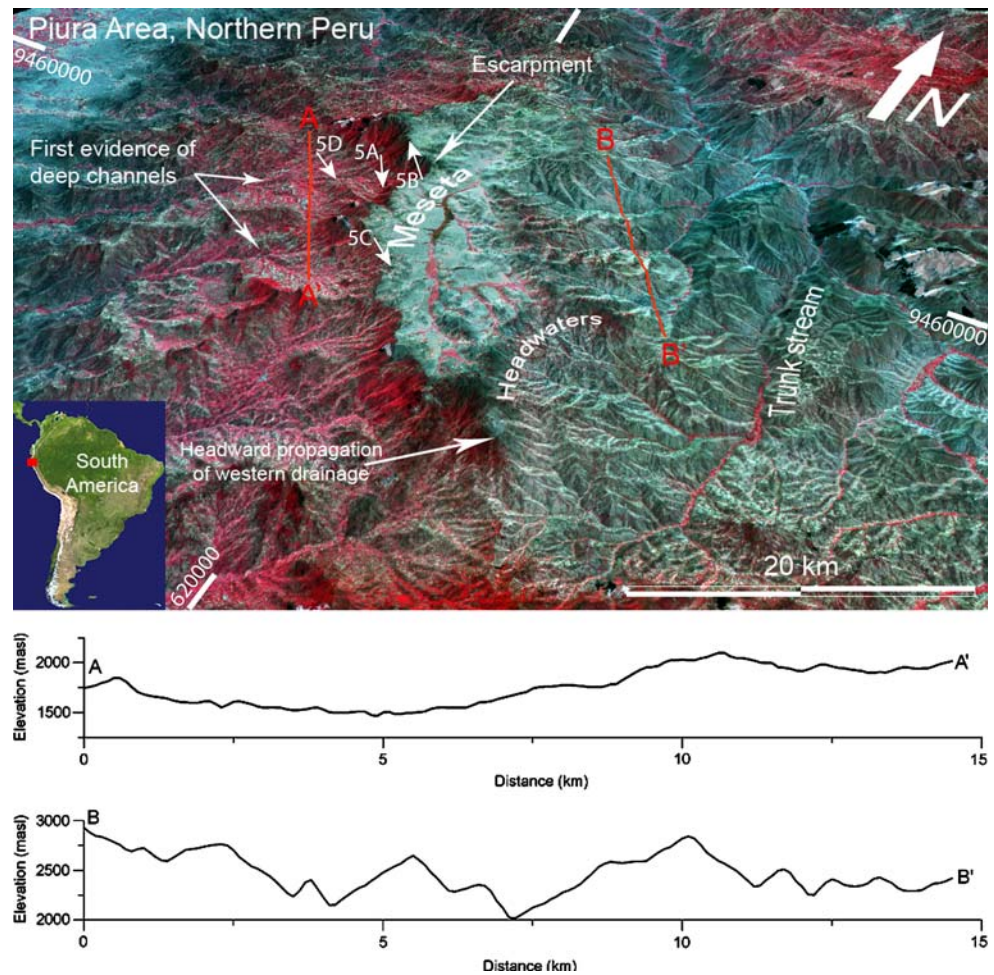 Piura Area, Northern Peru
9460000
Escarpment
N
First evidence of
deep channels
A
5D
5A
5B
B
Meseta
5C
A'
Headwaters
B'
Trunk stream
9460000
Headward propagation
of western drainage
South
America
620000
20 km
Elevation (masl)
2000
1500
A
A'
0
5
10
15
Distance (km)
Elevation (masl)
3000
2500
2000
B
B'
0
5
10
15
Distance (km)